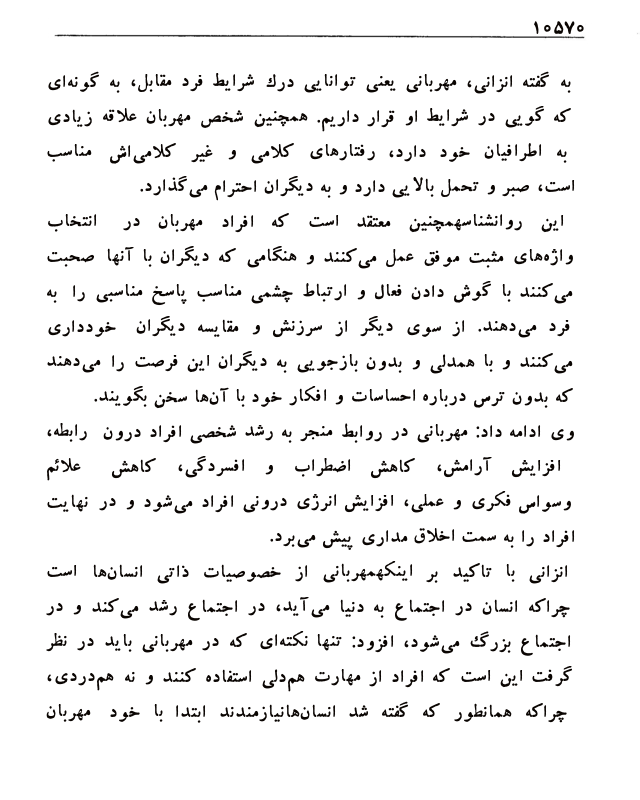 ۱۰۵۷۰
به گفته انزانی، مهربانی یعنی توانایی درك شرایط فرد مقابل، به گونه‌ای
که گویی در شرایط او قرار داریم. همچنین شخص مهربان علاقه زیادی
به اطرافیان خود دارد، رفتارهای کلامی و غیر کلامی‌اش مناسب
است، صبر و تحمل بالایی دارد و به دیگران احترام می‌گذارد.
این روانشناسهمچنین معتقد است که افراد مهربان در انتخاب
واژه‌های مثبت موفق عمل می‌کنند و هنگامی که دیگران با آنها صحبت
می‌کنند با گوش دادن فعال و ارتباط چشمی مناسب پاسخ مناسبی را به
فرد می‌دهند. از سوی دیگر از سرزنش و مقایسه دیگران خودداری
می‌کنند و با همدلی و بدون بازجویی به دیگران این فرصت را می‌دهند
که بدون ترس درباره احساسات و افکار خود با آن‌ها سخن بگویند.
وی ادامه داد: مهربانی در روابط منجر به رشد شخصی افراد درون رابطه،
افزایش آرامش، کاهش اضطراب و افسردگی، کاهش علائم
وسواس فکری و عملی، افزایش انرژی درونی افراد می‌شود و در نهایت
افراد را به سمت اخلاق مداری پیش می‌برد.
انزانی با تاکید بر اینکهمهربانی از خصوصیات ذاتی انسان‌ها است
چراکه انسان در اجتماع به دنیا می‌آید، در اجتماع رشد می‌کند و در
اجتماع بزرگ می‌شود، افزود: تنها نکته‌ای که در مهربانی باید در نظر
گرفت این است که افراد از مهارت هم‌دلی استفاده کنند و نه هم‌دردی،
چراکه همانطور که گفته شد انسان‌هانیازمندند ابتدا با خود مهربان